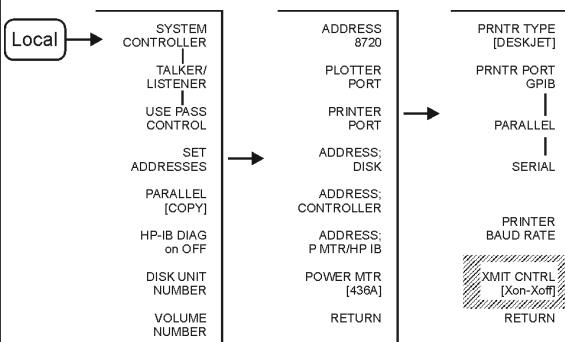 Local
SYSTEM
CONTROLLER
TALKER/
LISTENER
USE PASS
CONTROL
SET
ADDRESSES
PARALLEL
[COPY]
HP-IB DIAG
on OFF
DISK UNIT
NUMBER
VOLUME
NUMBER
ADDRESS
8720
PLOTTER
PORT
PRINTER
PORT
ADDRESS;
DISK
ADDRESS;
CONTROLLER
ADDRESS;
P MTR/HP IB
POWER MTR
[436A]
RETURN
PRNTR TYPE
[DESKJET]
PRNTR PORT
GPIB
PARALLEL
SERIAL
PRINTER
BAUD RATE
XMIT CNTRL
[Xon-Xoff]
RETURN